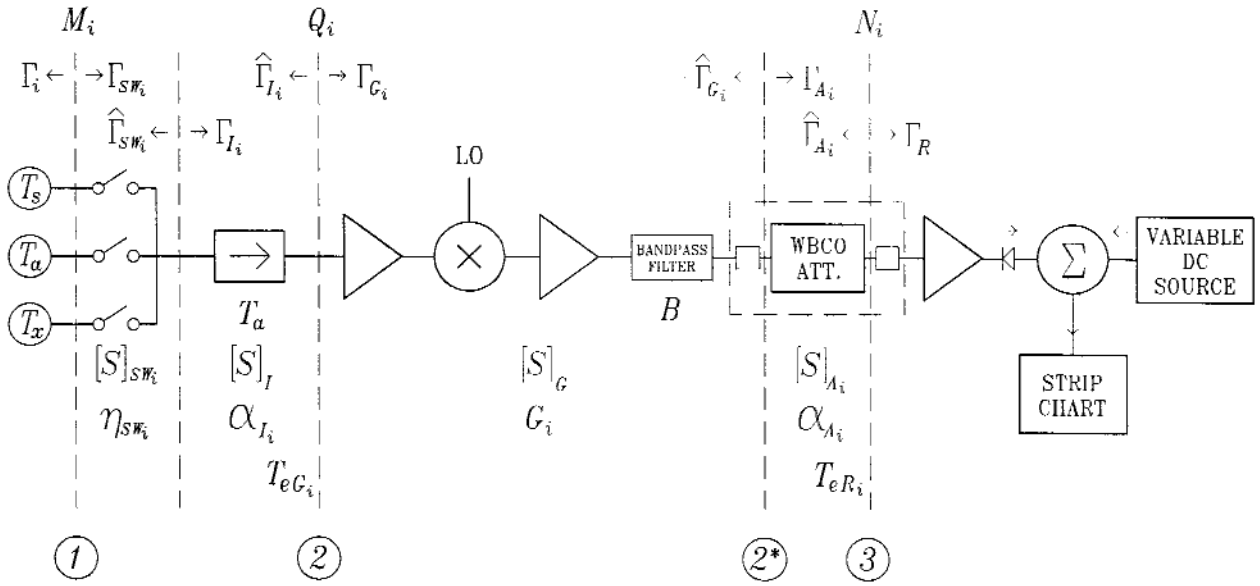 M_i Q_i N_i
Γ_i ← → Γ_{SW_i} Γ̂_{I_i} ← → Γ_{G_i} Γ̂_{G_i} ← → Γ_{A_i}
Γ̂_{SW_i} ← → Γ_{I_i} Γ̂_{A_i} ← → Γ_R
LO
T_s
T_a
T_x
T_a
BANDPASS
FILTER
B
WBCO
ATT.
Σ
VARIABLE
DC
SOURCE
STRIP
CHART
[S]_{SW_i} [S]_I [S]_G [S]_{A_i}
η_{SW_i} α_{I_i} G_i α_{A_i}
T_{eG_i} T_{eR_i}
1 2 2* 3